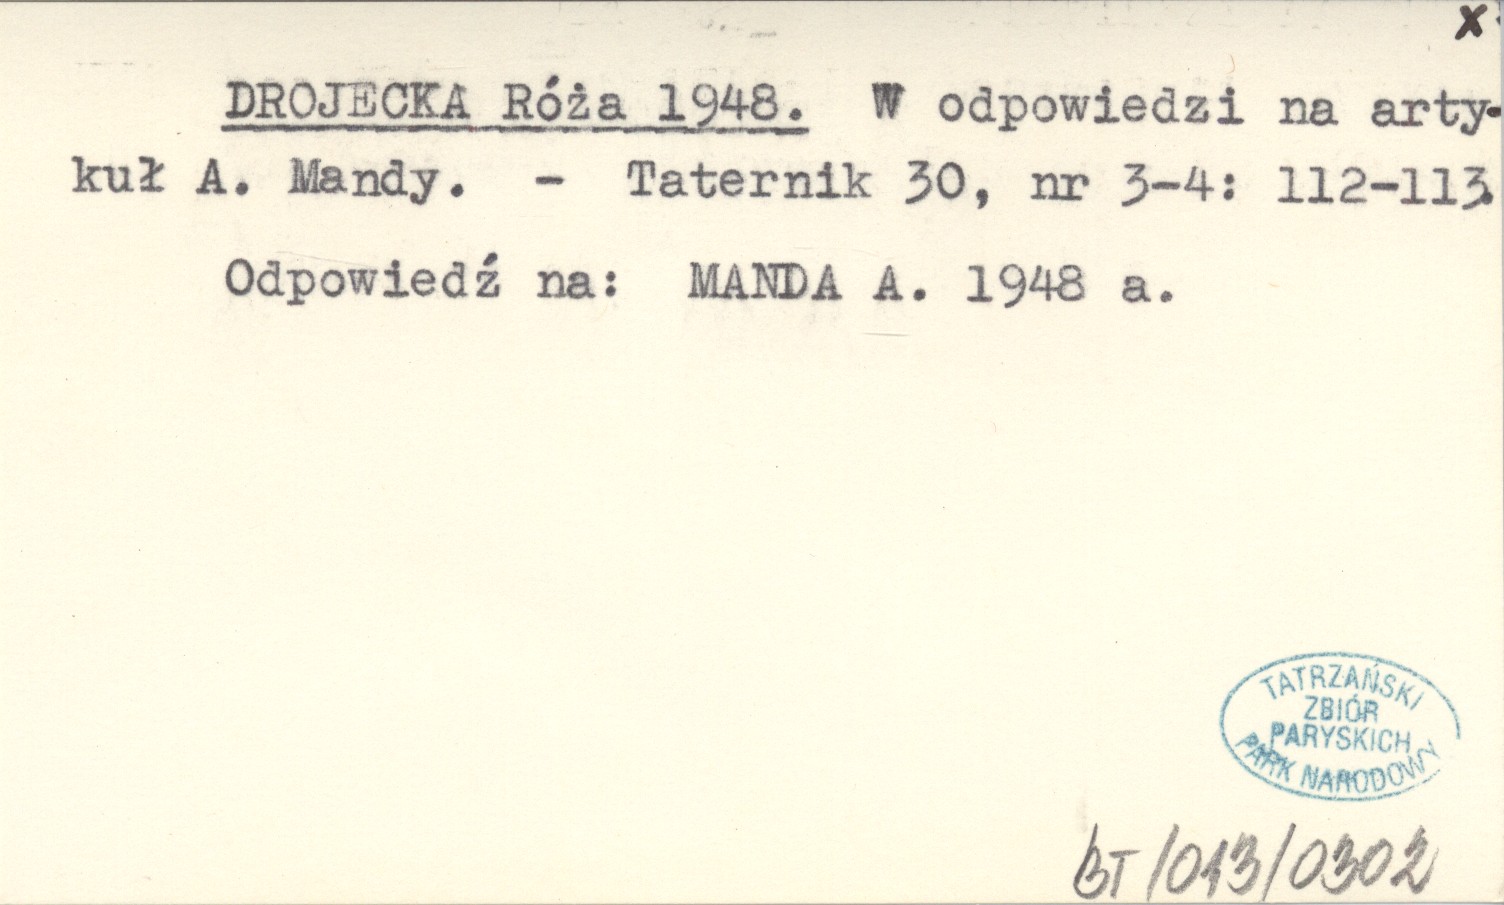 x
DROJECKA Róża 1948. W odpowiedzi na arty-
kuł A. Mandy. - Taternik 30, nr 3-4: 112-113.
Odpowiedź na: MANDA A. 1948 a.
TATRZAŃSKI
ZBIÓR
PARYSKICH
PARK NARODOWY
BT/013/0302